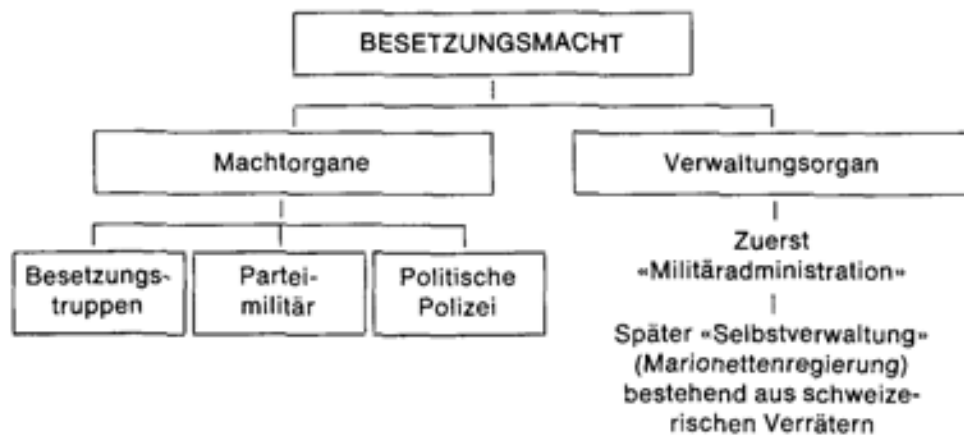 BESETZUNGSMACHT
Machtorgane
Verwaltungsorgan
Besetzungs-
truppen
Partei-
militär
Politische
Polizei
Zuerst
«Militäradministration»
Später «Selbstverwaltung»
(Marionettenregierung)
bestehend aus schweize-
rischen Verrätern